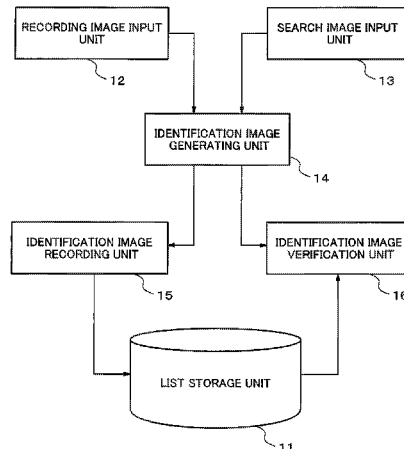 RECORDING IMAGE INPUT
UNIT
12
SEARCH IMAGE INPUT
UNIT
13
IDENTIFICATION IMAGE
GENERATING UNIT
14
IDENTIFICATION IMAGE
RECORDING UNIT
15
IDENTIFICATION IMAGE
VERIFICATION UNIT
16
LIST STORAGE UNIT
11